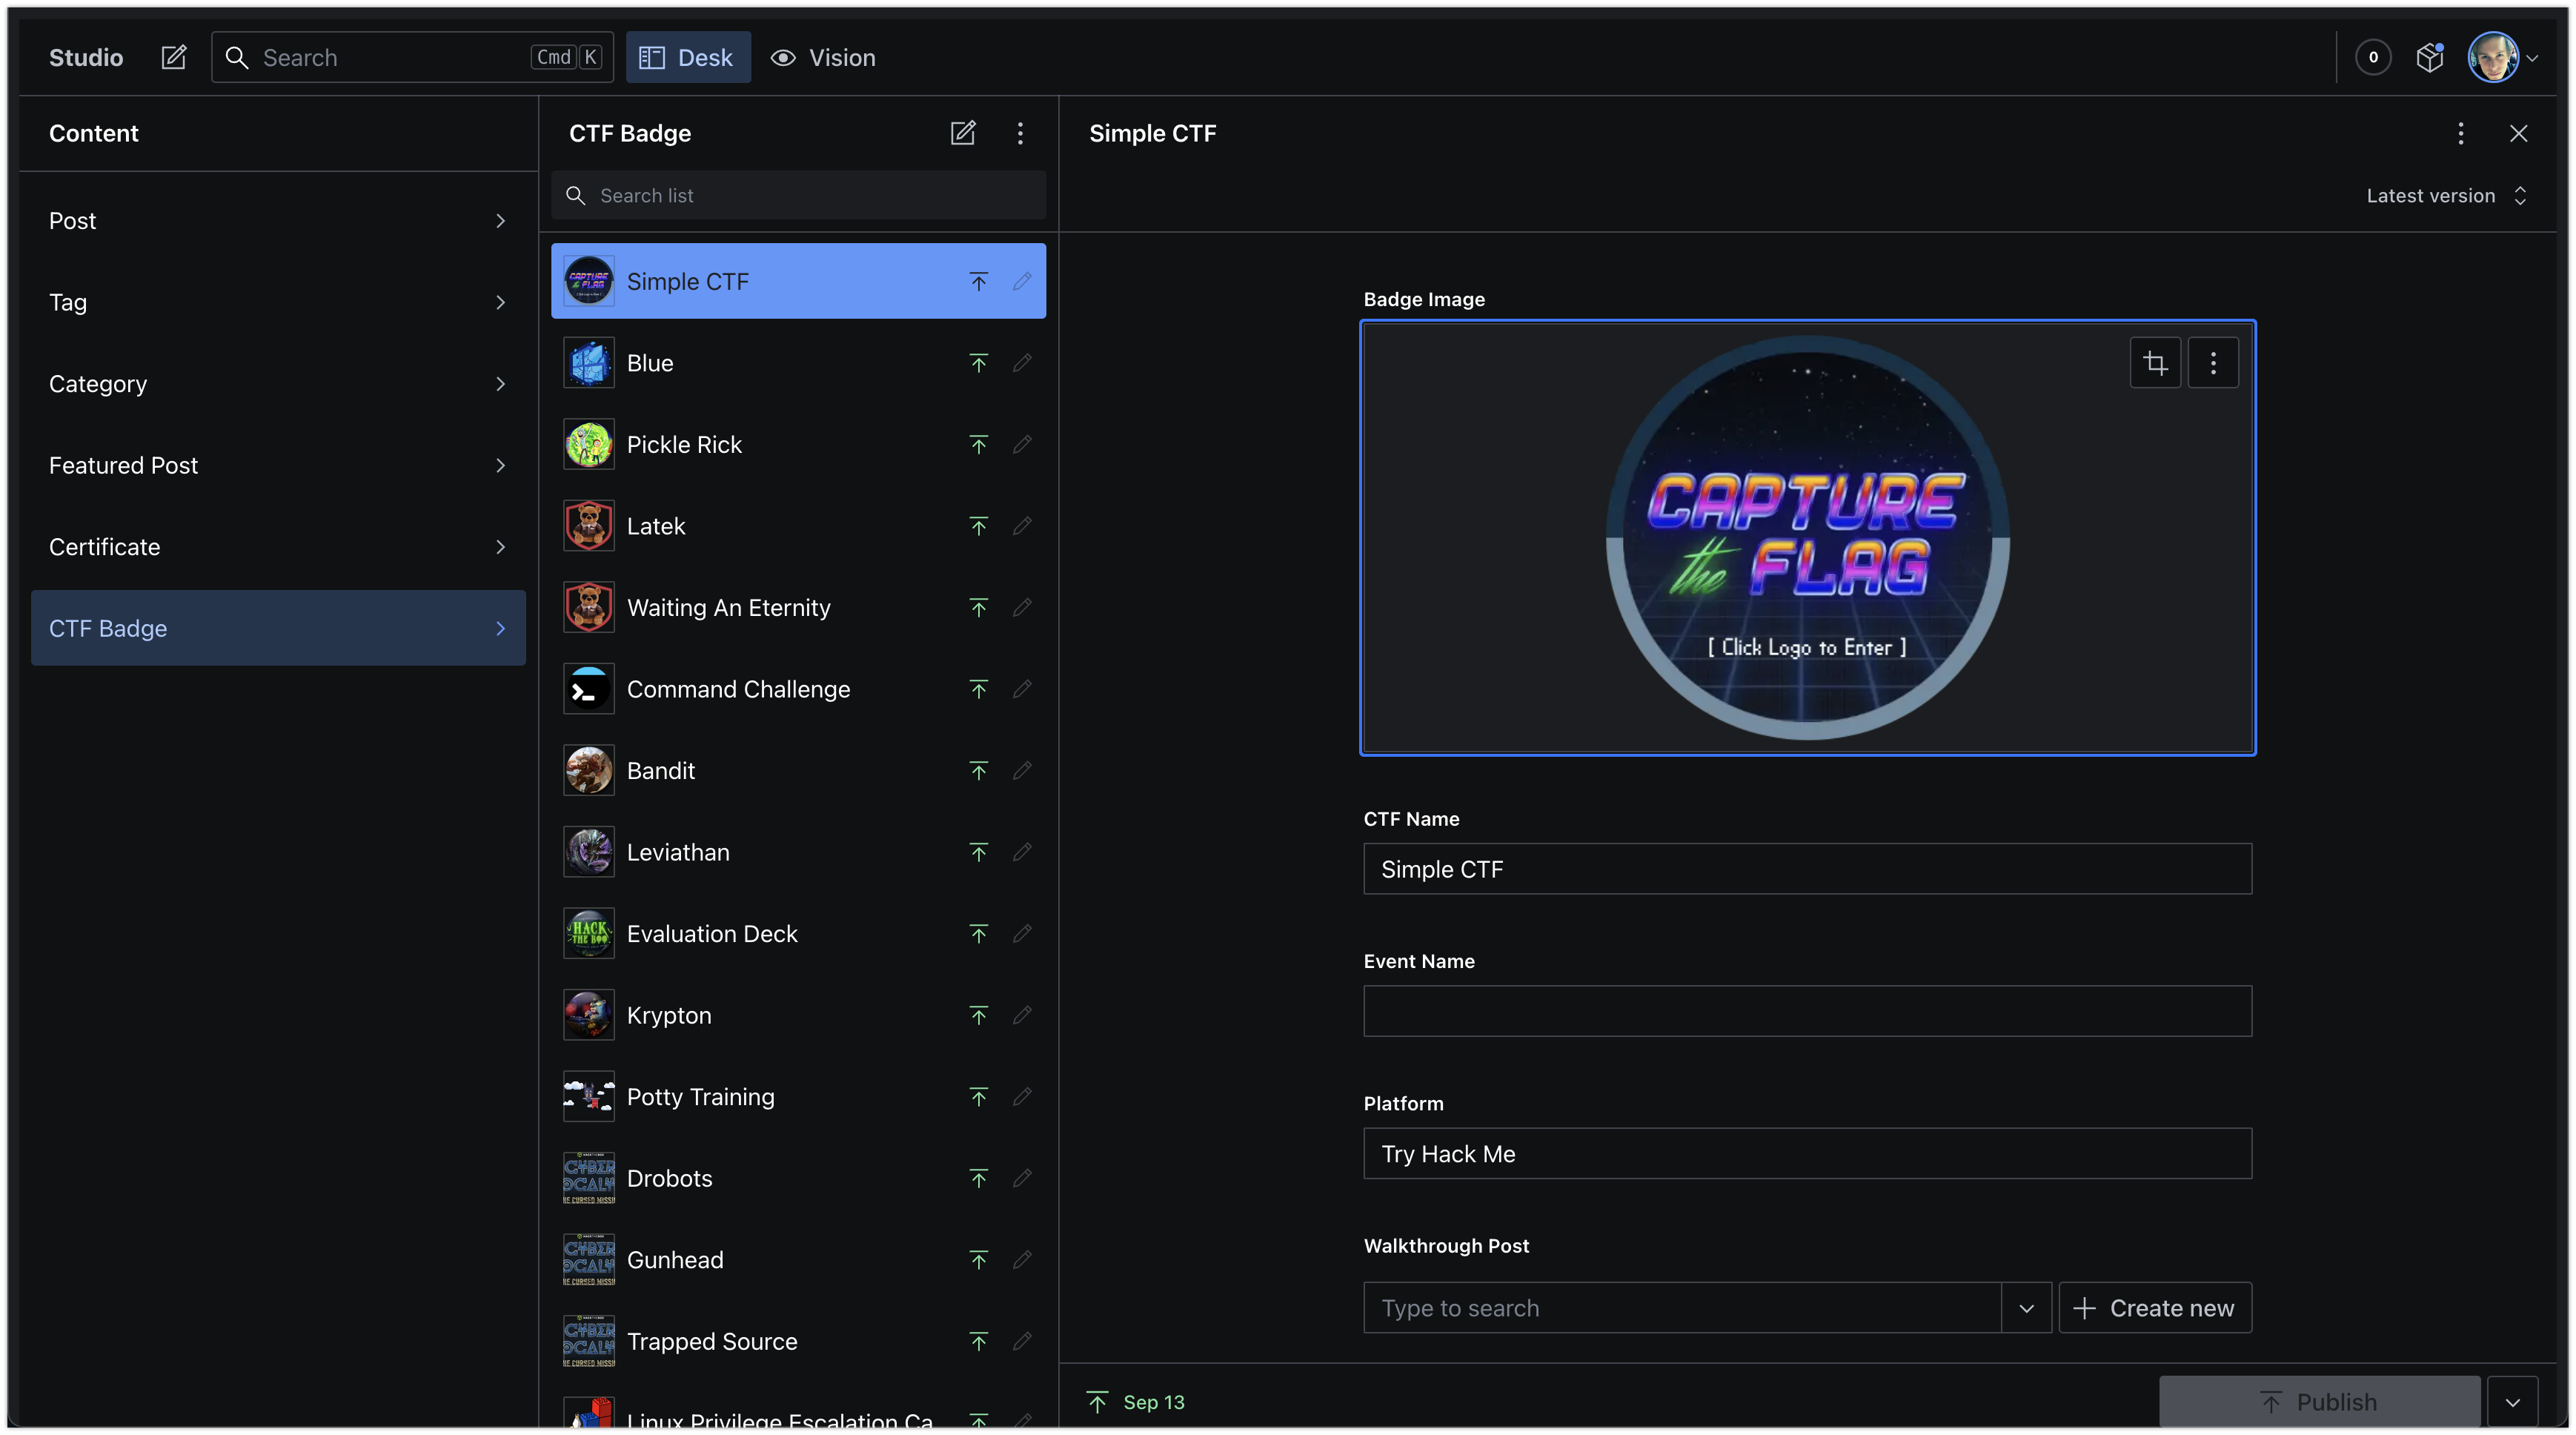 Studio
Search
Cmd K
Desk
Vision
0
Content
Post
Tag
Category
Featured Post
Certificate
CTF Badge
CTF Badge
Search list
Simple CTF
Blue
Pickle Rick
Latek
Waiting An Eternity
Command Challenge
Bandit
Leviathan
HACK
THE BOO
Evaluation Deck
Krypton
Potty Training
Drobots
Gunhead
Trapped Source
Linux Privilege Escalation Ca
Simple CTF
Latest version
Badge Image
CAPTURE
the FLAG
[ Click Logo to Enter ]
CTF Name
Simple CTF
Event Name
Platform
Try Hack Me
Walkthrough Post
Type to search
Create new
Sep 13
Publish